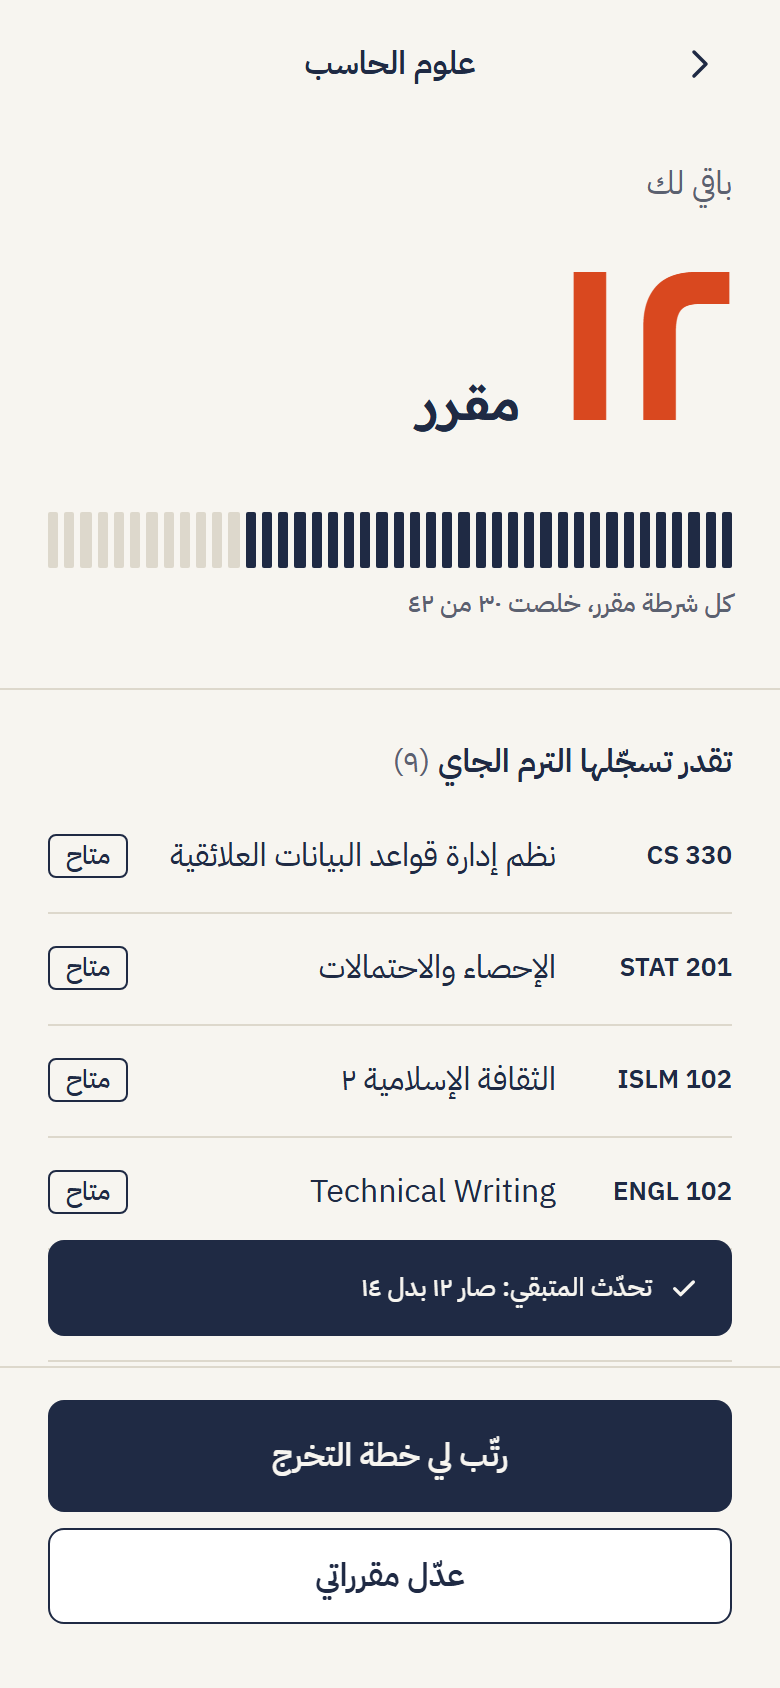 علوم الحاسب
باقي لك
١٢ مقرر
كل شرطة مقرر، خلصت ٣٠ من ٤٢
تقدر تسجّلها الترم الجاي (٩)
CS 330 نظم إدارة قواعد البيانات العلائقية متاح
STAT 201 الإحصاء والاحتمالات متاح
ISLM 102 الثقافة الإسلامية ٢ متاح
ENGL 102 Technical Writing متاح
تحدّث المتبقي: صار ١٢ بدل ١٤
رتّب لي خطة التخرج
عدّل مقرراتي